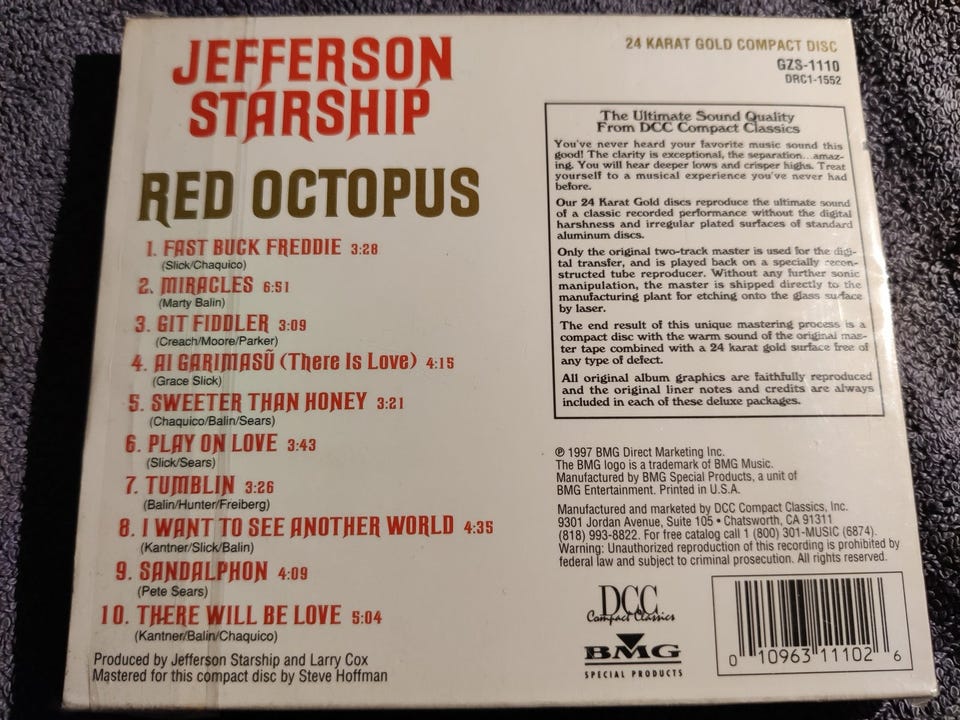 JEFFERSON
STARSHIP
RED OCTOPUS
1. FAST BUCK FREDDIE 3:28
(Slick/Chaquico)
2. MIRACLES 6:51
(Marty Balin)
3. GIT FIDDLER 3:09
(Creach/Moore/Parker)
4. AI GARIMASŨ (There Is Love) 4:15
(Grace Slick)
5. SWEETER THAN HONEY 3:21
(Chaquico/Balin/Sears)
6. PLAY ON LOVE 3:43
(Slick/Sears)
7. TUMBLIN 3:26
(Balin/Hunter/Freiberg)
8. I WANT TO SEE ANOTHER WORLD 4:35
(Kantner/Slick/Balin)
9. SANDALPHON 4:09
(Pete Sears)
10. THERE WILL BE LOVE 5:04
(Kantner/Balin/Chaquico)
Produced by Jefferson Starship and Larry Cox
Mastered for this compact disc by Steve Hoffman
24 KARAT GOLD COMPACT DISC
GZS-1110
DRC1-1552
The Ultimate Sound Quality
From DCC Compact Classics
You've never heard your favorite music sound this
good! The clarity is exceptional, the separation...amaz-
ing. You will hear deeper lows and crisper highs. Treat
yourself to a musical experience you've never had
before.
Our 24 Karat Gold discs reproduce the ultimate sound
of a classic recorded performance without the digital
harshness and irregular plated surfaces of standard
aluminum discs.
Only the original two-track master is used for the digi-
tal transfer, and is played back on a specially recon-
structed tube reproducer. Without any further sonic
manipulation, the master is shipped directly to the
manufacturing plant for etching onto the glass surface
by laser.
The end result of this unique mastering process is a
compact disc with the warm sound of the original mas-
ter tape combined with a 24 karat gold surface free of
any type of defect.
All original album graphics are faithfully reproduced
and the original liner notes and credits are always
included in each of these deluxe packages.
℗ 1997 BMG Direct Marketing Inc.
The BMG logo is a trademark of BMG Music.
Manufactured by BMG Special Products, a unit of
BMG Entertainment. Printed in U.S.A.
Manufactured and marketed by DCC Compact Classics, Inc.
9301 Jordan Avenue, Suite 105 • Chatsworth, CA 91311
(818) 993-8822. For free catalog call 1 (800) 301-MUSIC (6874).
Warning: Unauthorized reproduction of this recording is prohibited by
federal law and subject to criminal prosecution. All rights reserved.
DCC
Compact Classics
BMG
SPECIAL PRODUCTS
0 10963 11102 6